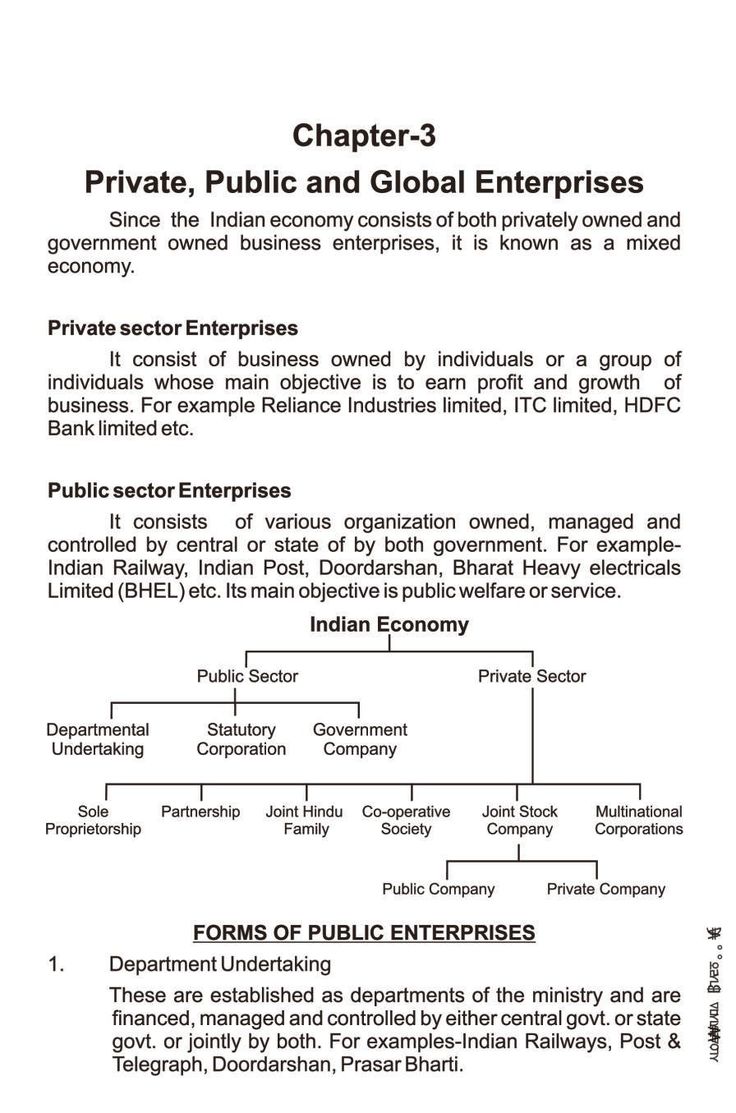 Chapter-3
Private, Public and Global Enterprises
Since the Indian economy consists of both privately owned and
government owned business enterprises, it is known as a mixed
economy.
Private sector Enterprises
It consist of business owned by individuals or a group of
individuals whose main objective is to earn profit and growth of
business. For example Reliance Industries limited, ITC limited, HDFC
Bank limited etc.
Public sector Enterprises
It consists of various organization owned, managed and
controlled by central or state of by both government. For example-
Indian Railway, Indian Post, Doordarshan, Bharat Heavy electricals
Limited (BHEL) etc. Its main objective is public welfare or service.
Indian Economy
Public Sector
Private Sector
Departmental
Undertaking
Statutory
Corporation
Government
Company
Sole
Proprietorship
Partnership
Joint Hindu
Family
Co-operative
Society
Joint Stock
Company
Multinational
Corporations
Public Company
Private Company
FORMS OF PUBLIC ENTERPRISES
1. Department Undertaking
These are established as departments of the ministry and are
financed, managed and controlled by either central govt. or state
govt. or jointly by both. For examples-Indian Railways, Post &
Telegraph, Doordarshan, Prasar Bharti.